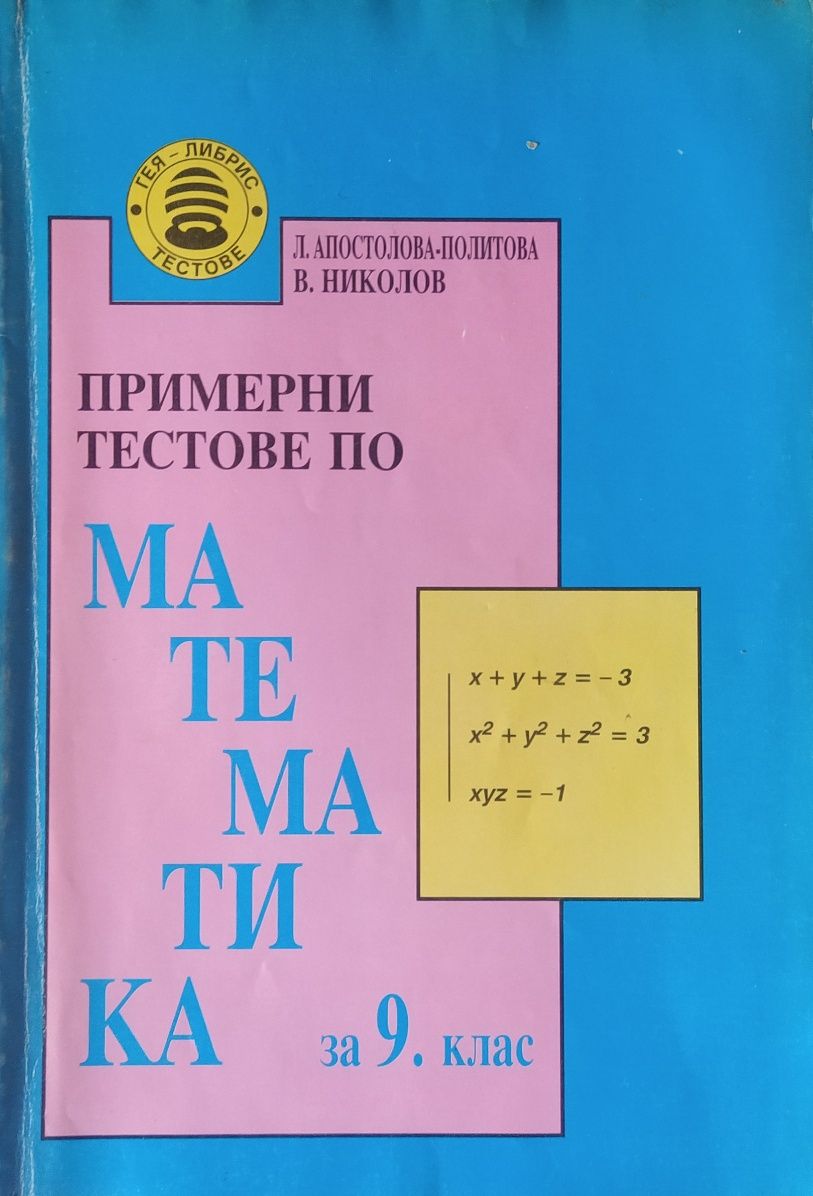 ГЕЯ – ЛИБРИС
ТЕСТОВЕ
Л. АПОСТОЛОВА-ПОЛИТОВА
В. НИКОЛОВ
ПРИМЕРНИ
ТЕСТОВЕ ПО
МА
ТЕ
МА
ТИ
КА
за 9. клас
x + y + z = – 3
x² + y² + z² = 3
xyz = –1